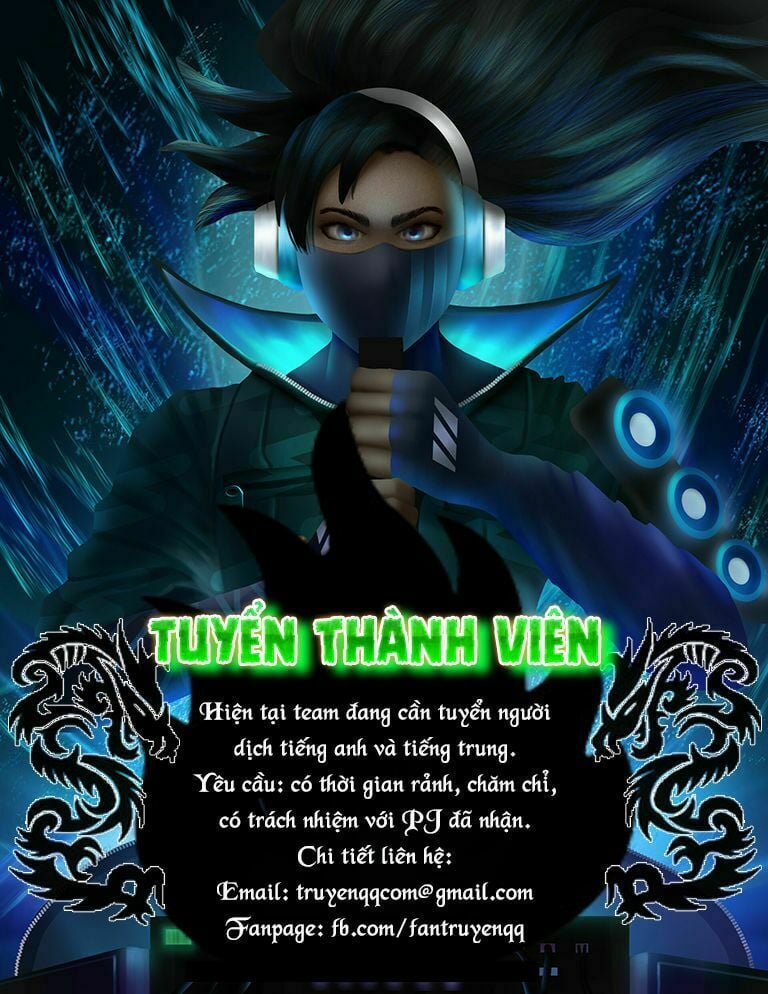 TUYỂN THÀNH VIÊN
Hiện tại team đang cần tuyển người
dịch tiếng anh và tiếng trung.
Yêu cầu: có thời gian rảnh, chăm chỉ,
có trách nhiệm với PJ đã nhận.
Chi tiết liên hệ:
Email: truyenqqcom@gmail.com
Fanpage: fb.com/fantruyenqq